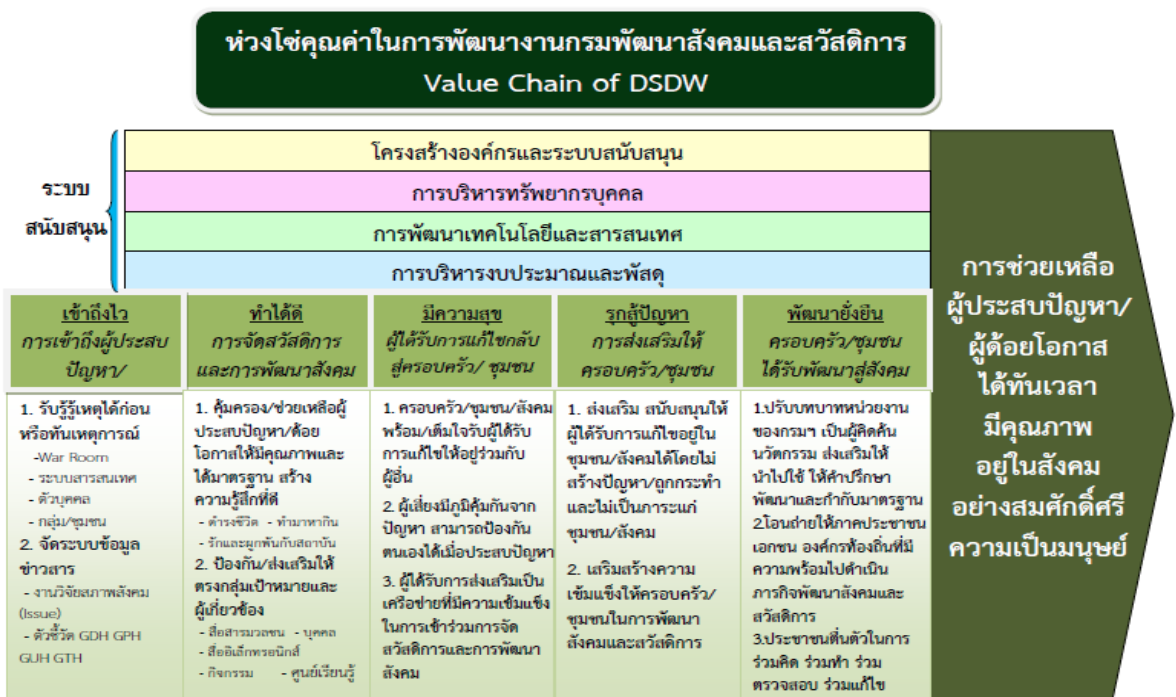 ห่วงโซ่คุณค่าในการพัฒนางานกรมพัฒนาสังคมและสวัสดิการ
Value Chain of DSDW
ระบบ
สนับสนุน
โครงสร้างองค์กรและระบบสนับสนุน
การบริหารทรัพยากรบุคคล
การพัฒนาเทคโนโลยีและสารสนเทศ
การบริหารงบประมาณและพัสดุ
เข้าถึงไว
การเข้าถึงผู้ประสบ
ปัญหา/
1. รับรู้รู้เหตุได้ก่อน
หรือทันเหตุการณ์
-War Room
- ระบบสารสนเทศ
- ตัวบุคคล
- กลุ่ม/ชุมชน
2. จัดระบบข้อมูล
ข่าวสาร
- งานวิจัยสภาพสังคม
(Issue)
- ตัวชี้วัด GDH GPH
GUH GTH
ทำได้ดี
การจัดสวัสดิการ
และการพัฒนาสังคม
1. คุ้มครอง/ช่วยเหลือผู้
ประสบปัญหา/ด้อย
โอกาสให้มีคุณภาพและ
ได้มาตรฐาน สร้าง
ความรู้สึกที่ดี
- ดำรงชีวิต - ทำมาหากิน
- รักและผูกพันกับสถาบัน
2. ป้องกัน/ส่งเสริมให้
ตรงกลุ่มเป้าหมายและ
ผู้เกี่ยวข้อง
- สื่อสารมวลชน - บุคคล
- สื่ออิเล็กทรอนิกส์
- กิจกรรม - ศูนย์เรียนรู้
มีความสุข
ผู้ได้รับการแก้ไขกลับ
สู่ครอบครัว/ ชุมชน
1. ครอบครัว/ชุมชน/สังคม
พร้อม/เต็มใจรับผู้ได้รับ
การแก้ไขให้อยู่ร่วมกับ
ผู้อื่น
2. ผู้เสี่ยงมีภูมิคุ้มกันจาก
ปัญหา สามารถป้องกัน
ตนเองได้เมื่อประสบปัญหา
3. ผู้ได้รับการส่งเสริมเป็น
เครือข่ายที่มีความเข้มแข็ง
ในการเข้าร่วมการจัด
สวัสดิการและการพัฒนา
สังคม
รุกสู้ปัญหา
การส่งเสริมให้
ครอบครัว/ชุมชน
1. ส่งเสริม สนับสนุนให้
ผู้ได้รับการแก้ไขอยู่ใน
ชุมชน/สังคมได้โดยไม่
สร้างปัญหา/ถูกกระทำ
และไม่เป็นภาระแก่
ชุมชน/สังคม
2. เสริมสร้างความ
เข้มแข็งให้ครอบครัว/
ชุมชนในการพัฒนา
สังคมและสวัสดิการ
พัฒนายั่งยืน
ครอบครัว/ชุมชน
ได้รับพัฒนาสู่สังคม
1.ปรับบทบาทหน่วยงาน
ของกรมฯ เป็นผู้คิดค้น
นวัตกรรม ส่งเสริมให้
นำไปใช้ ให้คำปรึกษา
พัฒนาและกำกับมาตรฐาน
2.โอนถ่ายให้ภาคประชาชน
เอกชน องค์กรท้องถิ่นที่มี
ความพร้อมไปดำเนิน
ภารกิจพัฒนาสังคมและ
สวัสดิการ
3.ประชาชนตื่นตัวในการ
ร่วมคิด ร่วมทำ ร่วม
ตรวจสอบ ร่วมแก้ไข
การช่วยเหลือ
ผู้ประสบปัญหา/
ผู้ด้อยโอกาส
ได้ทันเวลา
มีคุณภาพ
อยู่ในสังคม
อย่างสมศักดิ์ศรี
ความเป็นมนุษย์